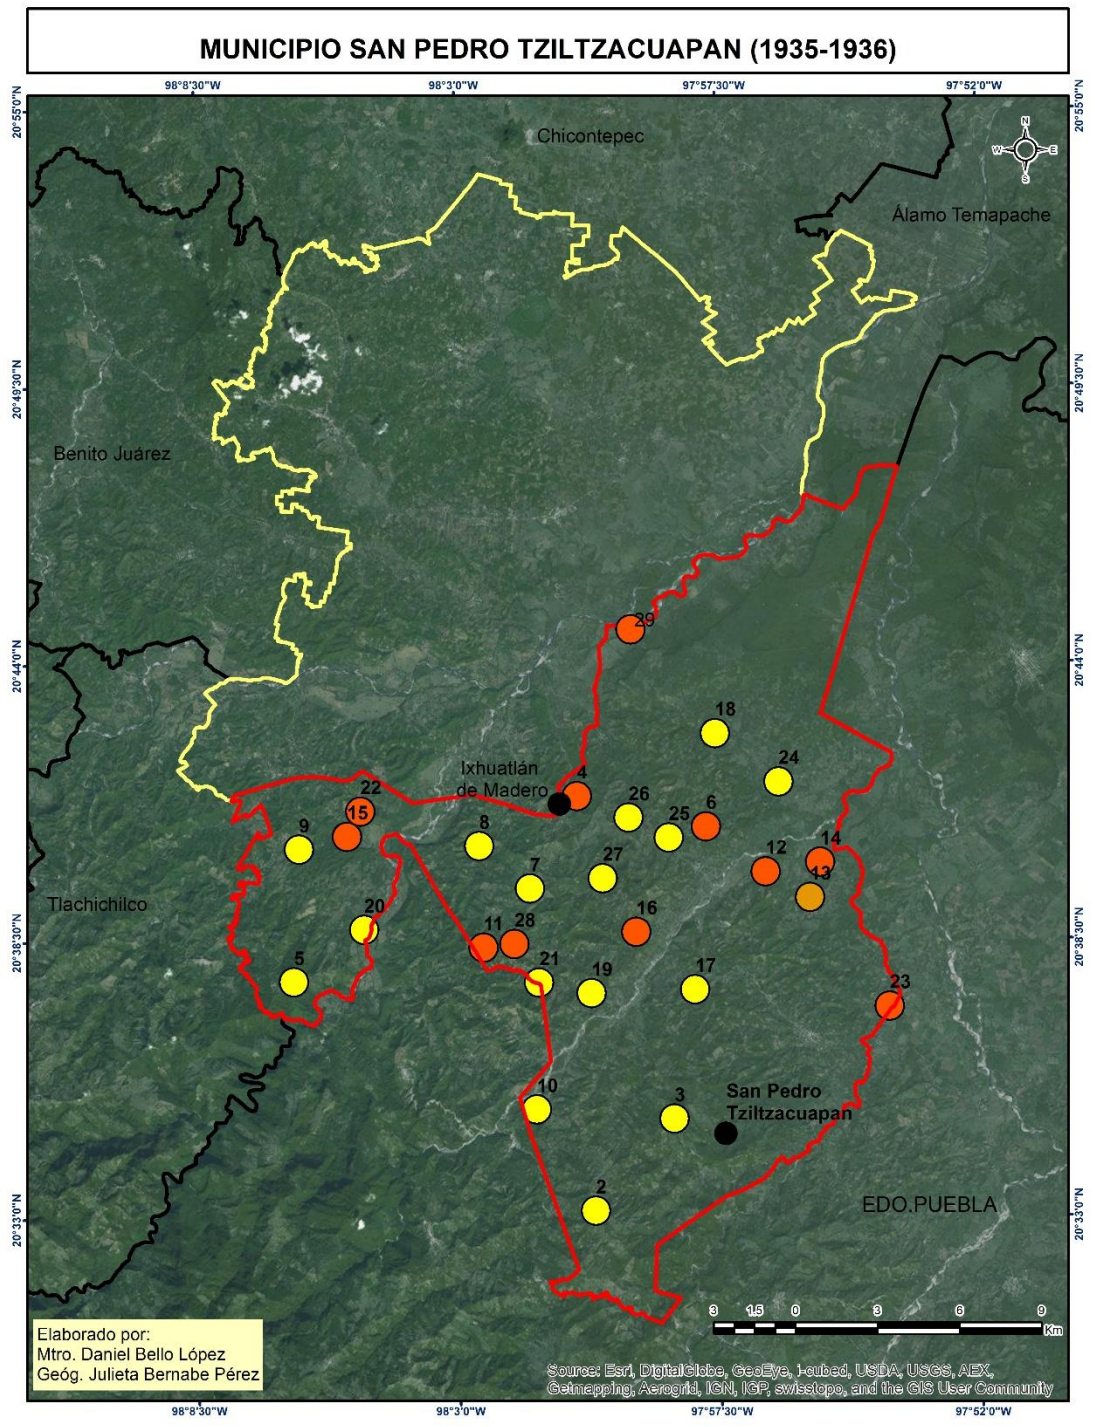 MUNICIPIO SAN PEDRO TZILTZACUAPAN (1935-1936)
98°8'30"W
98°3'0"W
97°57'30"W
97°52'0"W
20°55'0"N
20°55'0"N
Chicontepec
N
W
E
S
Álamo Temapache
20°49'30"N
20°49'30"N
Benito Juárez
29
20°44'0"N
20°44'0"N
18
24
Ixhuatlán
de Madero
4
22
15
26
25
6
9
8
14
12
27
7
13
Tlachichilco
20
16
11
28
20°38'30"N
20°38'30"N
5
21
19
17
23
10
3
San Pedro
Tziltzacuapan
2
EDO.PUEBLA
20°33'0"N
20°33'0"N
3 1.5 0 3 6 9
Km
Elaborado por:
Mtro. Daniel Bello López
Geóg. Julieta Bernabe Pérez
Source: Esri, DigitalGlobe, GeoEye, i-cubed, USDA, USGS, AEX,
Getmapping, Aerogrid, IGN, IGP, swisstopo, and the GIS User Community
98°8'30"W
98°3'0"W
97°57'30"W
97°52'0"W